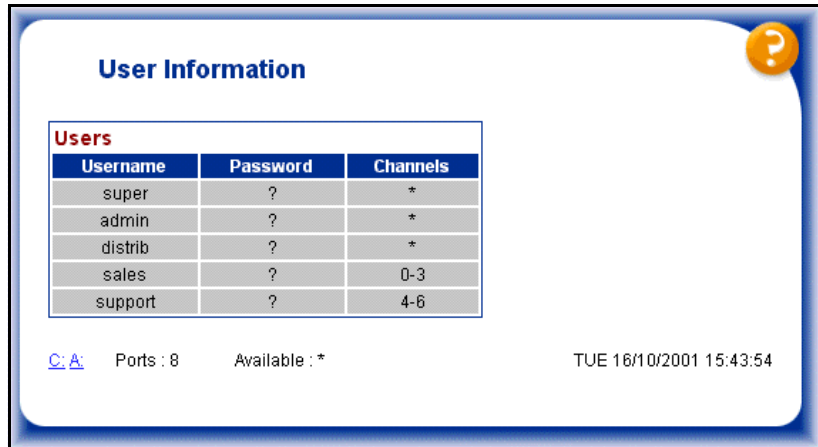 ?
User Information
Users
Username Password Channels
super ? *
admin ? *
distrib ? *
sales ? 0-3
support ? 4-6
C: A: Ports : 8 Available : * TUE 16/10/2001 15:43:54